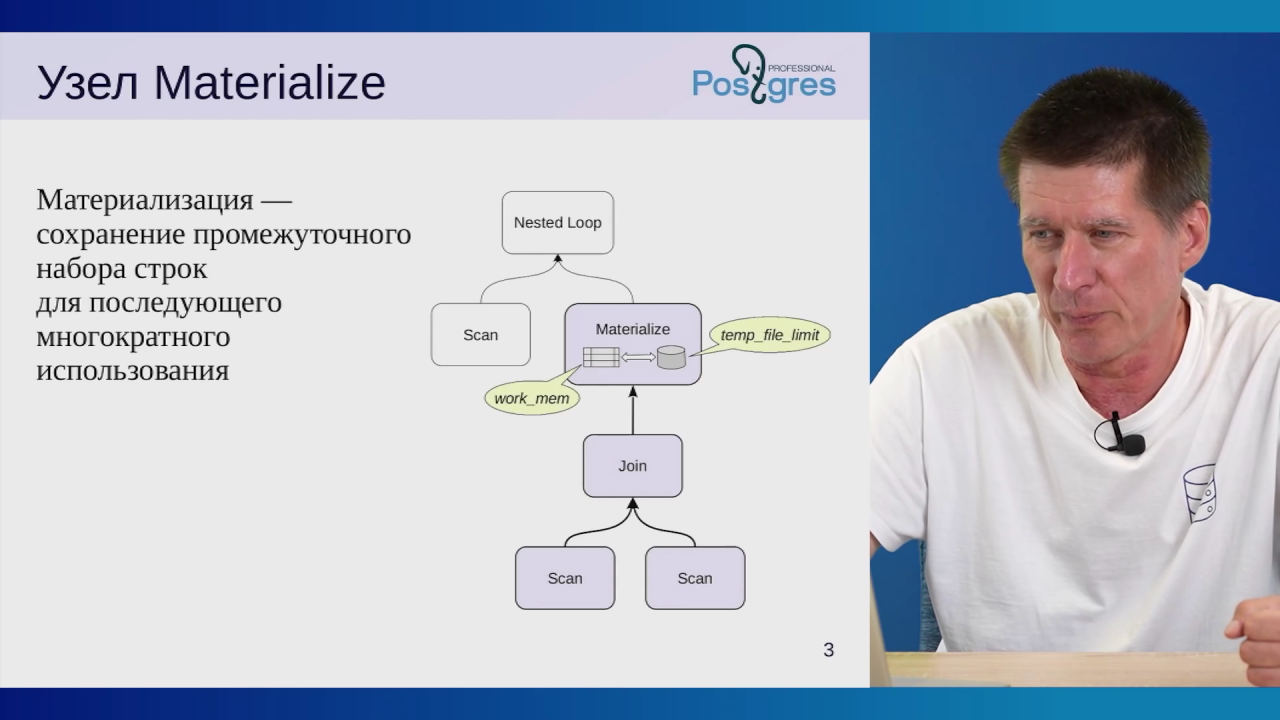 Узел Materialize
PROFESSIONAL
Postgres
Материализация —
сохранение промежуточного
набора строк
для последующего
многократного
использования
Nested Loop
Scan
Materialize
temp_file_limit
work_mem
Join
Scan
Scan
3